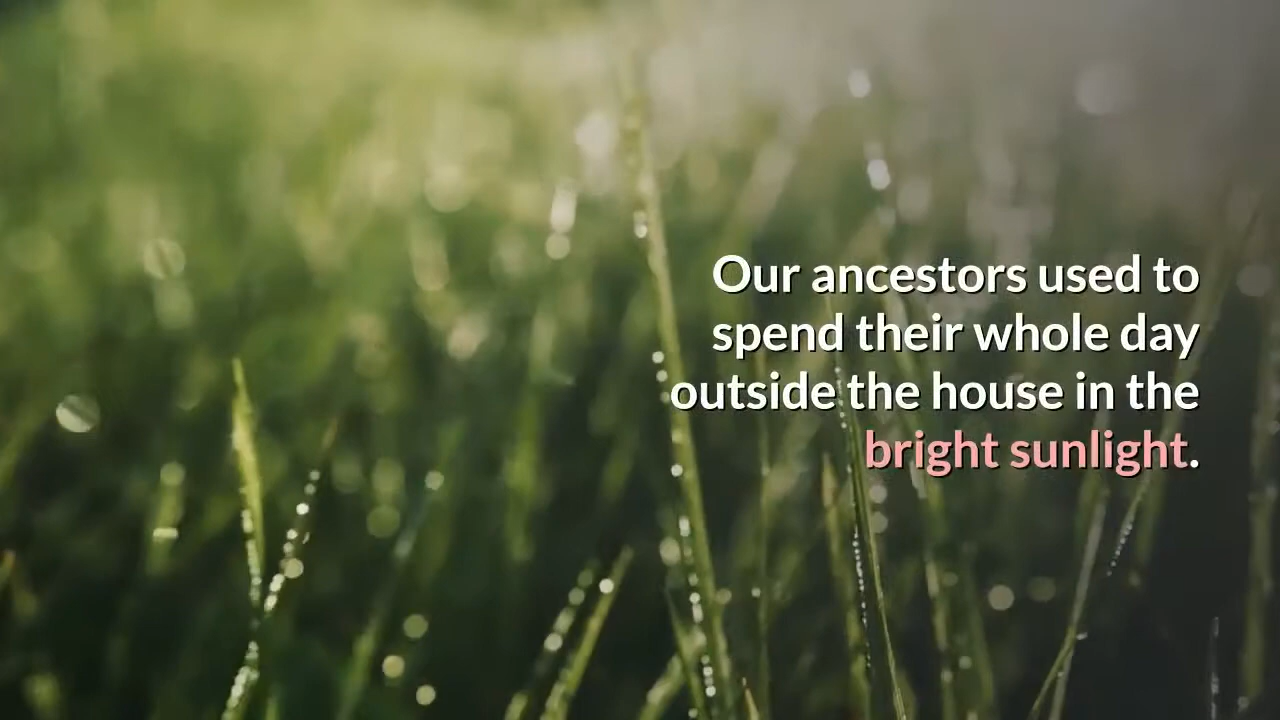 Our ancestors used to
spend their whole day
outside the house in the
bright sunlight.